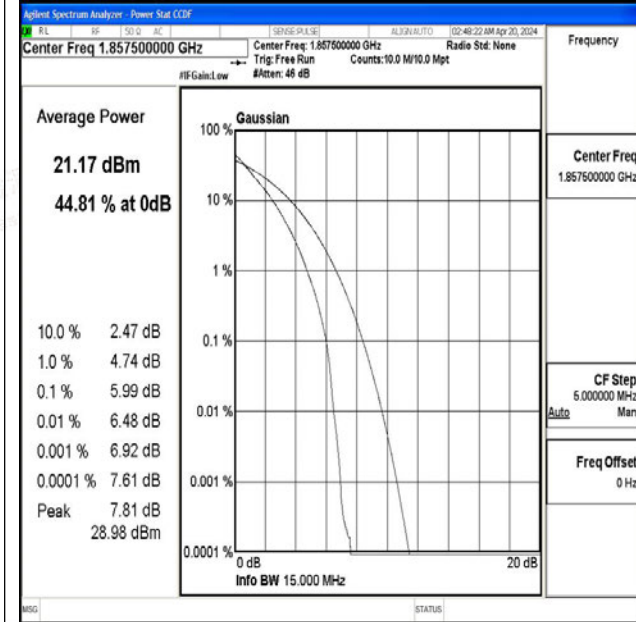 Agilent Spectrum Analyzer - Power Stat CCDF
RL RF 50 Ω AC SENSE:PULSE ALIGNAUTO 02:48:22 AM Apr 20, 2024
Center Freq 1.857500000 GHz
Center Freq: 1.857500000 GHz Radio Std: None
Trig: Free Run Counts:10.0 M/10.0 Mpt
#IFGain:Low #Atten: 46 dB
Frequency
Average Power
21.17 dBm
44.81 % at 0dB
10.0 % 2.47 dB
1.0 % 4.74 dB
0.1 % 5.99 dB
0.01 % 6.48 dB
0.001 % 6.92 dB
0.0001 % 7.61 dB
Peak 7.81 dB
28.98 dBm
Gaussian
100 %
10 %
1 %
0.1 %
0.01 %
0.001 %
0.0001 %
0 dB 20 dB
Info BW 15.000 MHz
Center Freq
1.857500000 GHz
CF Step
5.000000 MHz
Auto Man
Freq Offset
0 Hz
MSG STATUS